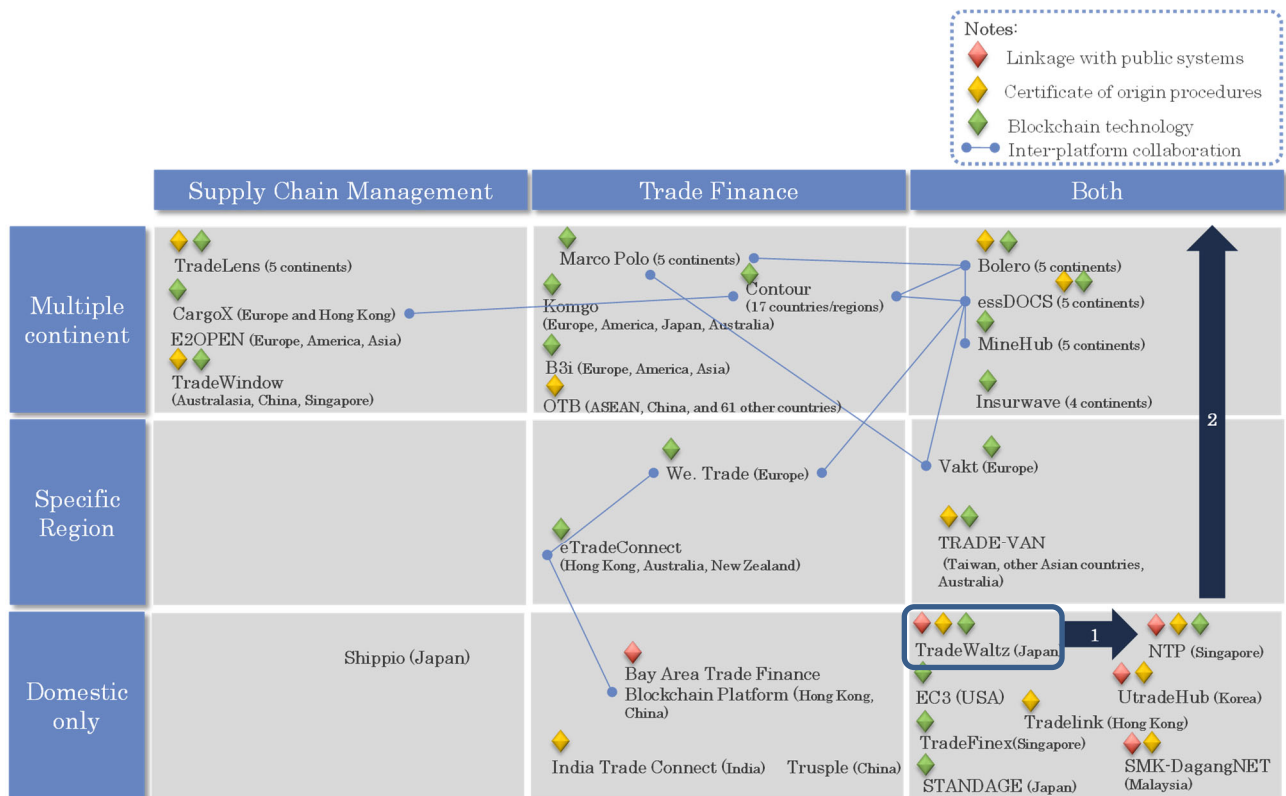 Notes:
Linkage with public systems
Certificate of origin procedures
Blockchain technology
Inter-platform collaboration
Supply Chain Management
Trade Finance
Both
Multiple
continent
TradeLens (5 continents)
CargoX (Europe and Hong Kong)
E2OPEN (Europe, America, Asia)
TradeWindow
(Australasia, China, Singapore)
Marco Polo (5 continents)
Contour
(17 countries/regions)
Komgo
(Europe, America, Japan, Australia)
B3i (Europe, America, Asia)
OTB (ASEAN, China, and 61 other countries)
Bolero (5 continents)
essDOCS (5 continents)
MineHub (5 continents)
Insurwave (4 continents)
2
Specific
Region
We. Trade (Europe)
eTradeConnect
(Hong Kong, Australia, New Zealand)
Vakt (Europe)
TRADE-VAN
(Taiwan, other Asian countries,
Australia)
Domestic
only
Shippio (Japan)
Bay Area Trade Finance
Blockchain Platform (Hong Kong,
China)
India Trade Connect (India)
Trusple (China)
TradeWaltz (Japan)
1
NTP (Singapore)
EC3 (USA)
UtradeHub (Korea)
Tradelink (Hong Kong)
TradeFinex(Singapore)
SMK-DagangNET
(Malaysia)
STANDAGE (Japan)